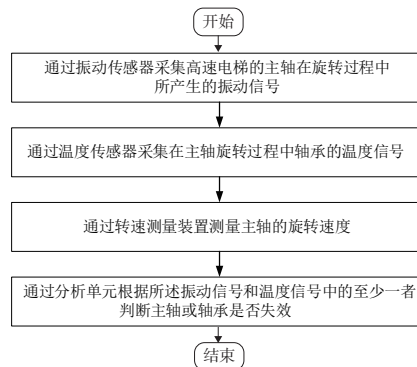 开始
通过振动传感器采集高速电梯的主轴在旋转过程中
所产生的振动信号
通过温度传感器采集在主轴旋转过程中轴承的温度信号
通过转速测量装置测量主轴的旋转速度
通过分析单元根据所述振动信号和温度信号中的至少一者
判断主轴或轴承是否失效
结束